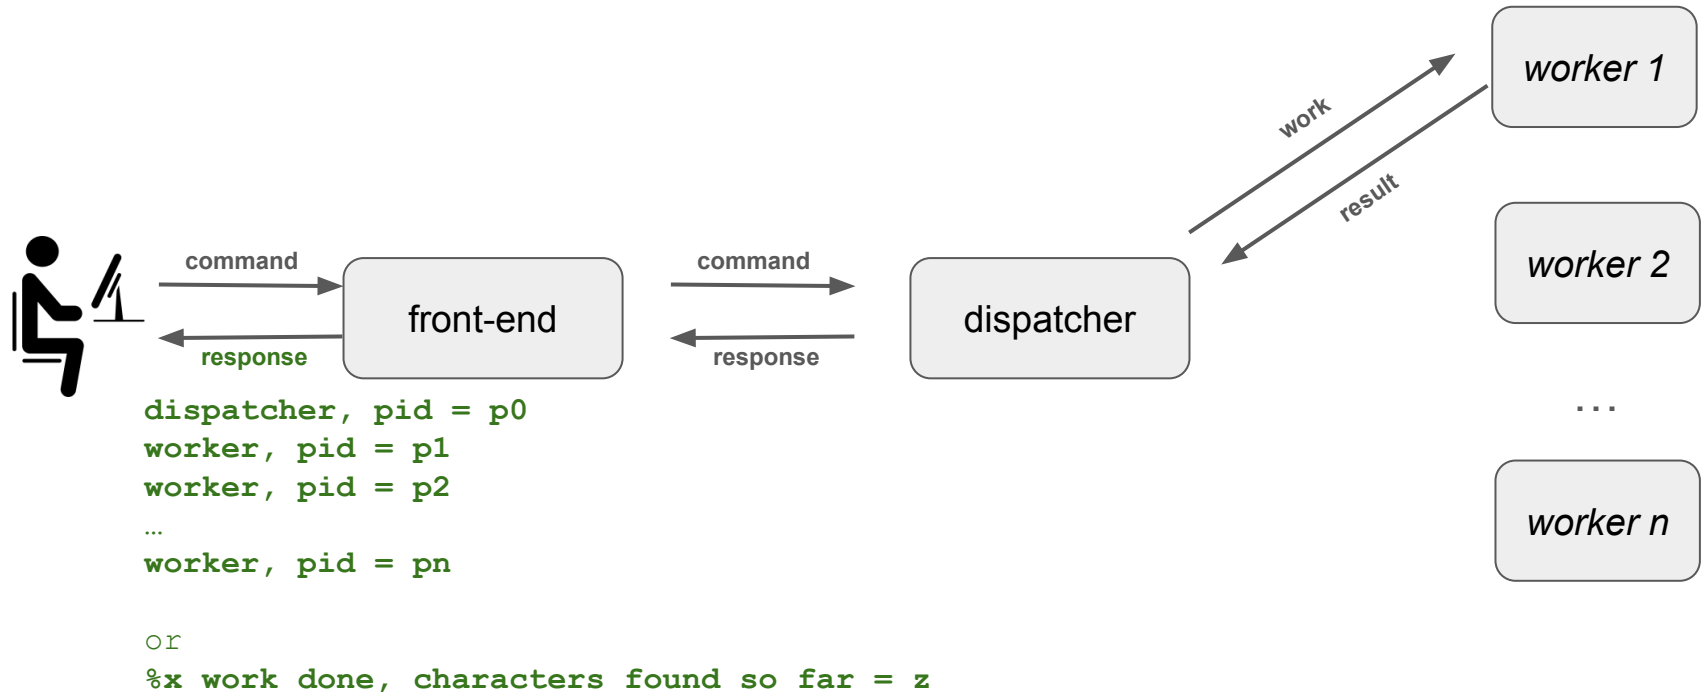 worker 1
work
result
worker 2
command
command
front-end
dispatcher
response
response
dispatcher, pid = p0
worker, pid = p1
...
worker, pid = p2
…
worker n
worker, pid = pn
or
%x work done, characters found so far = z